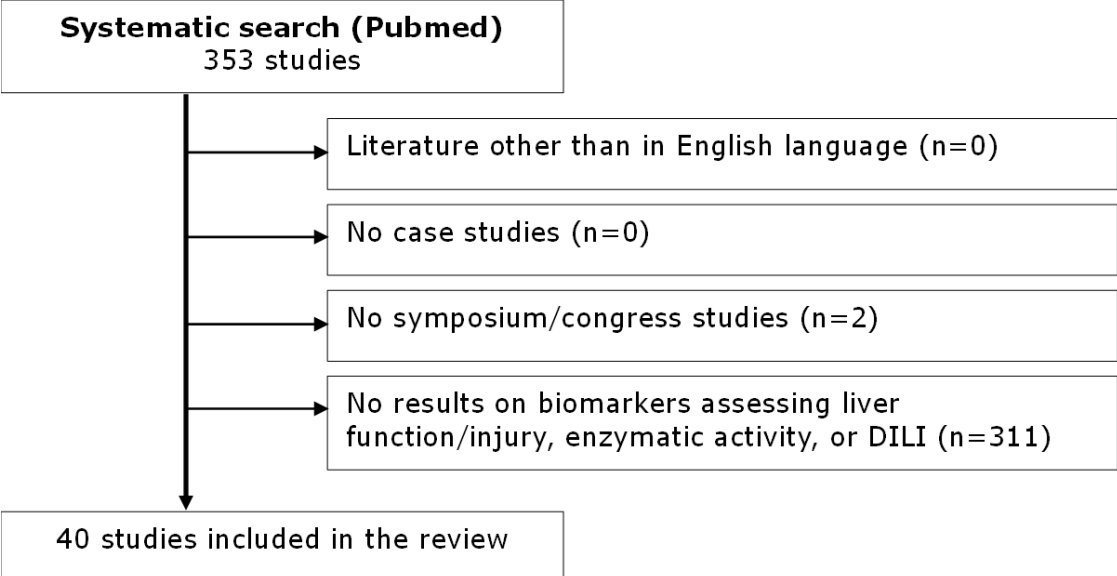 Systematic search (Pubmed)
353 studies
Literature other than in English language (n=0)
No case studies (n=0)
No symposium/congress studies (n=2)
No results on biomarkers assessing liver
function/injury, enzymatic activity, or DILI (n=311)
40 studies included in the review